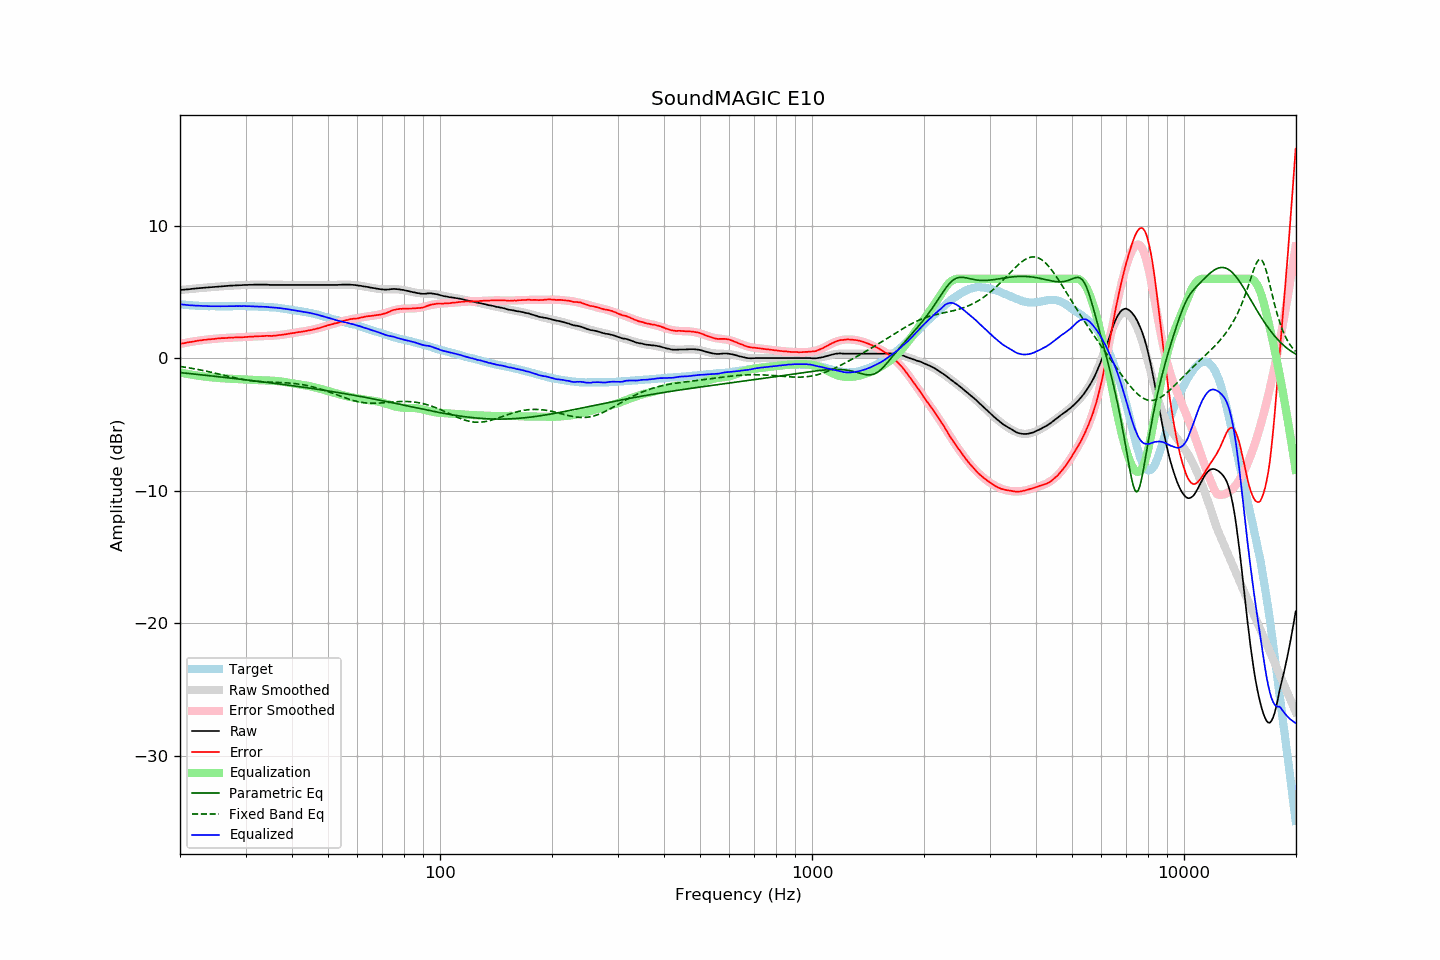 SoundMAGIC E10
Amplitude (dBr)
10
0
−10
−20
−30
Target
Raw Smoothed
Error Smoothed
Raw
Error
Equalization
Parametric Eq
Fixed Band Eq
Equalized
100
1000
10000
Frequency (Hz)